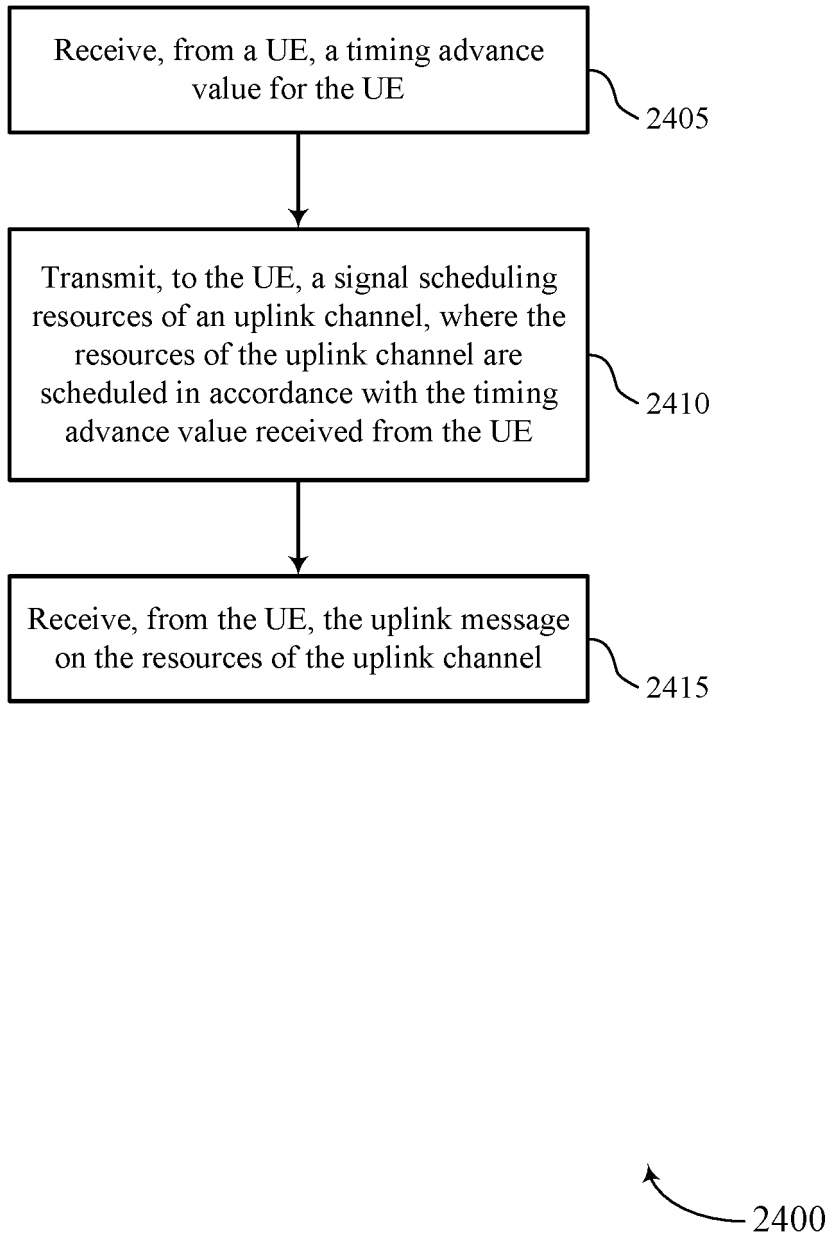 Receive, from a UE, a timing advance
value for the UE
2405
Transmit, to the UE, a signal scheduling
resources of an uplink channel, where the
resources of the uplink channel are
scheduled in accordance with the timing
advance value received from the UE
2410
Receive, from the UE, the uplink message
on the resources of the uplink channel
2415
2400